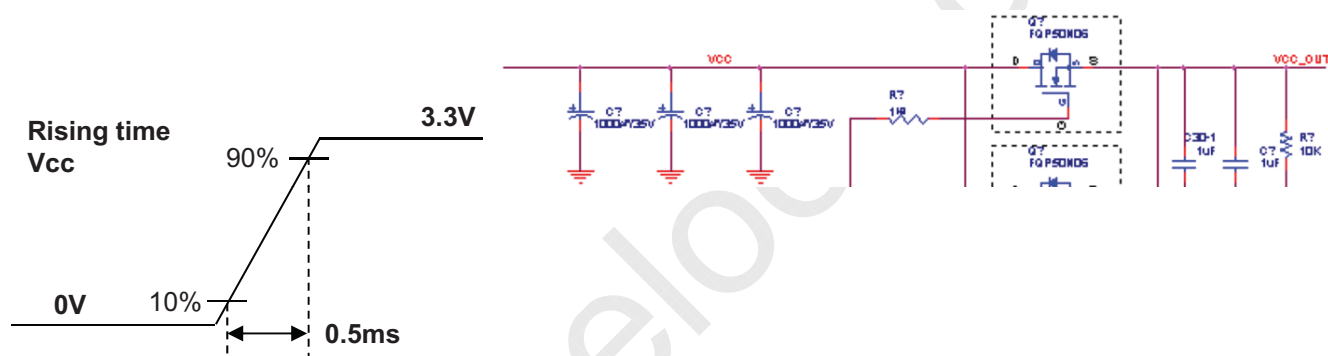 Rising time
Vcc
3.3V
90%
0V
10%
0.5ms
Q?
FQP50N06
VCC
D
S
VCC_OUT
G
R?
1K
C?
1000uF/35V
C?
1000uF/35V
C?
1000uF/35V
Q?
FQP50N06
C30-1
1uF
C?
1uF
R?
10K